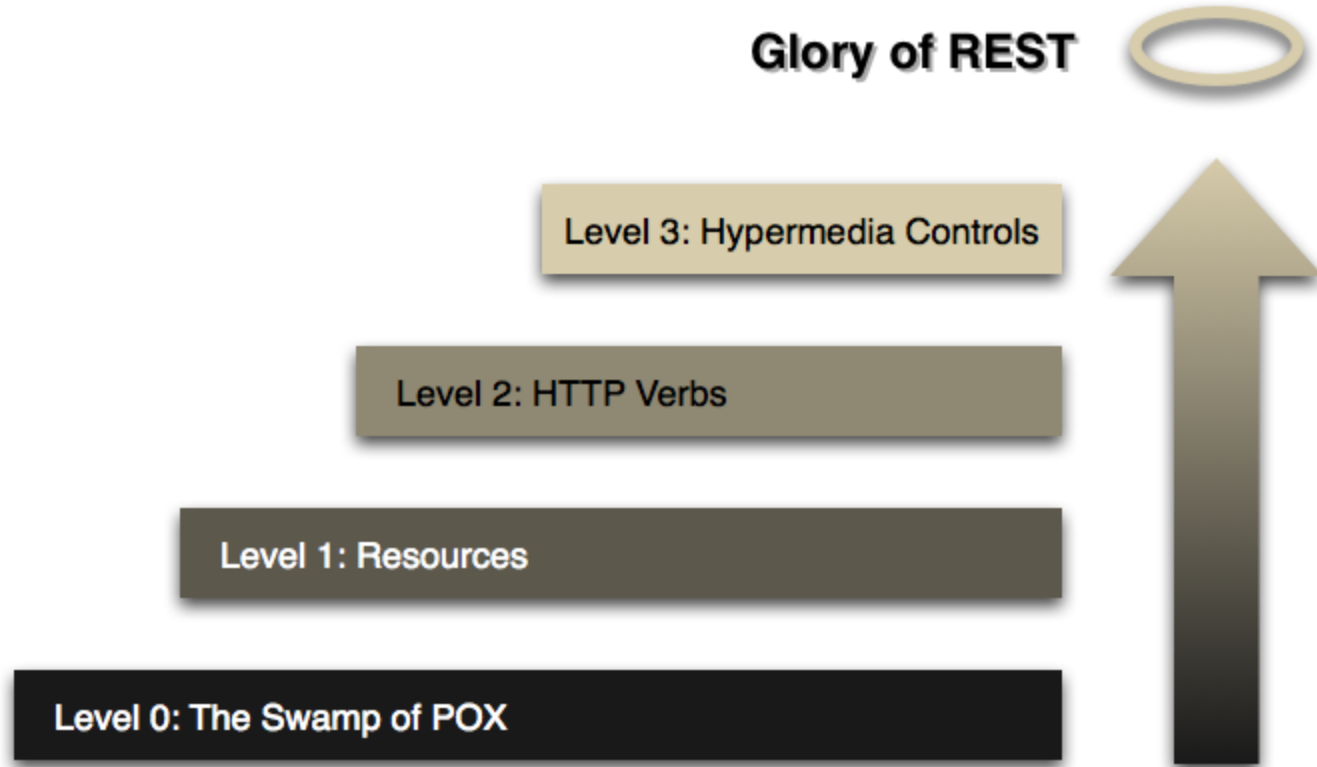 Glory of REST
Level 3: Hypermedia Controls
Level 2: HTTP Verbs
Level 1: Resources
Level 0: The Swamp of POX